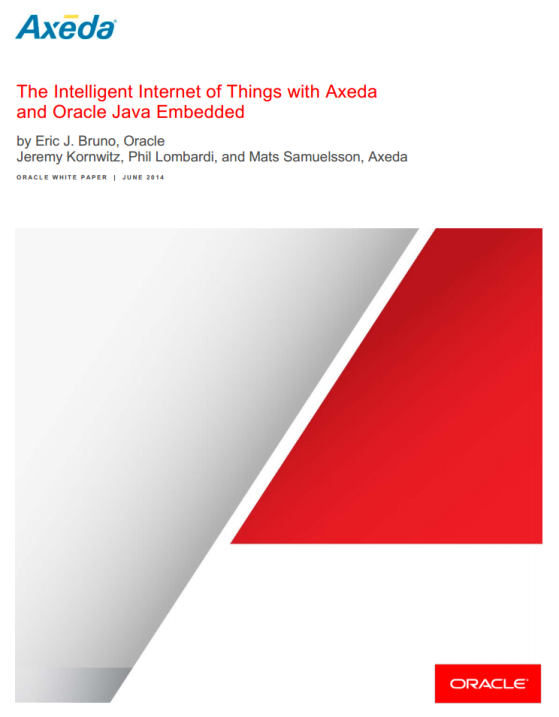 Axeda
The Intelligent Internet of Things with Axeda
and Oracle Java Embedded
by Eric J. Bruno, Oracle
Jeremy Kornwitz, Phil Lombardi, and Mats Samuelsson, Axeda
ORACLE WHITE PAPER | JUNE 2014
ORACLE